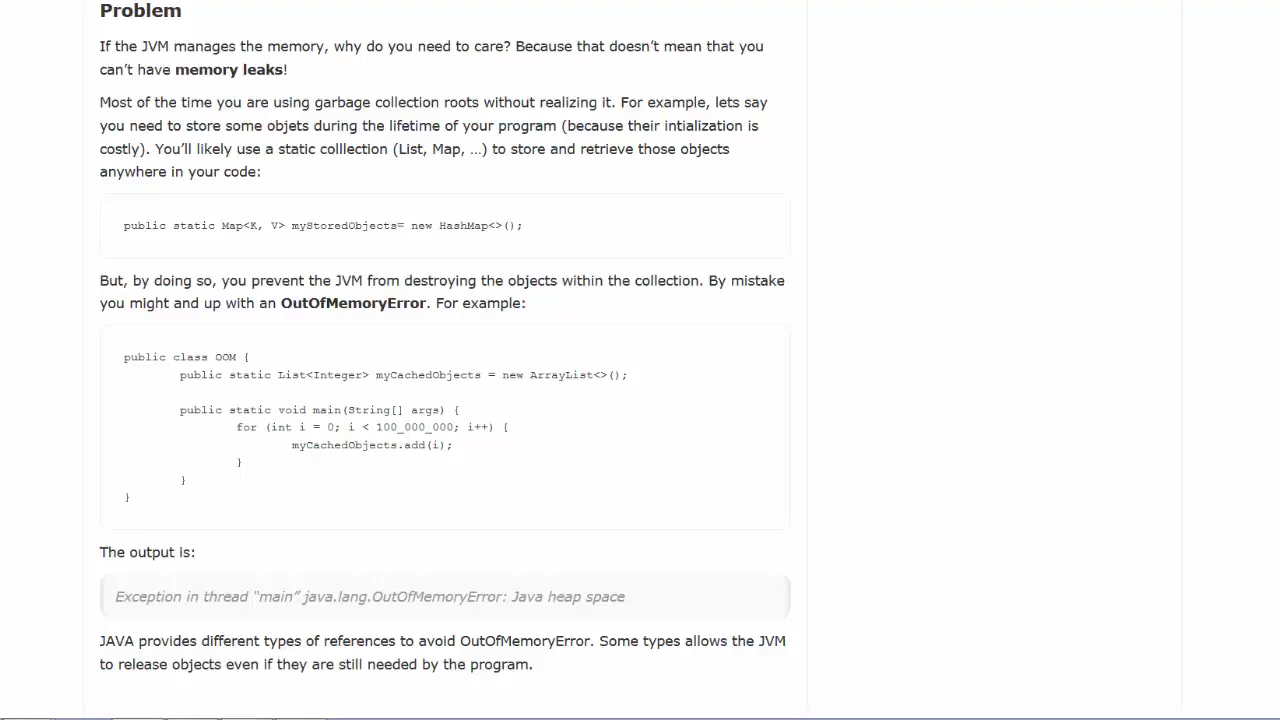 Problem
If the JVM manages the memory, why do you need to care? Because that doesn’t mean that you
can’t have memory leaks!
Most of the time you are using garbage collection roots without realizing it. For example, lets say
you need to store some objets during the lifetime of your program (because their intialization is
costly). You’ll likely use a static colllection (List, Map, …) to store and retrieve those objects
anywhere in your code:
public static Map<K, V> myStoredObjects= new HashMap<>();
But, by doing so, you prevent the JVM from destroying the objects within the collection. By mistake
you might and up with an OutOfMemoryError. For example:
public class OOM {
public static List<Integer> myCachedObjects = new ArrayList<>();
public static void main(String[] args) {
for (int i = 0; i < 100_000_000; i++) {
myCachedObjects.add(i);
}
}
}
The output is:
Exception in thread “main” java.lang.OutOfMemoryError: Java heap space
JAVA provides different types of references to avoid OutOfMemoryError. Some types allows the JVM
to release objects even if they are still needed by the program.